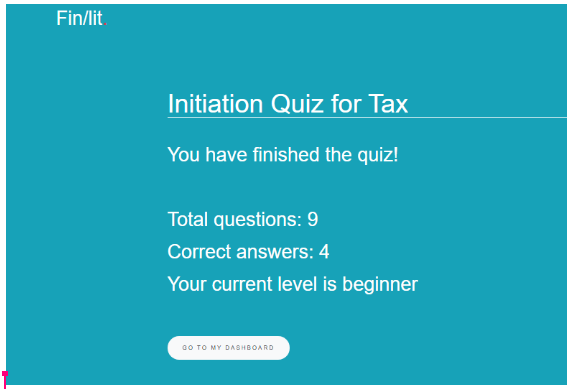 Fin/lit.
Initiation Quiz for Tax
You have finished the quiz!
Total questions: 9
Correct answers: 4
Your current level is beginner
GO TO MY DASHBOARD